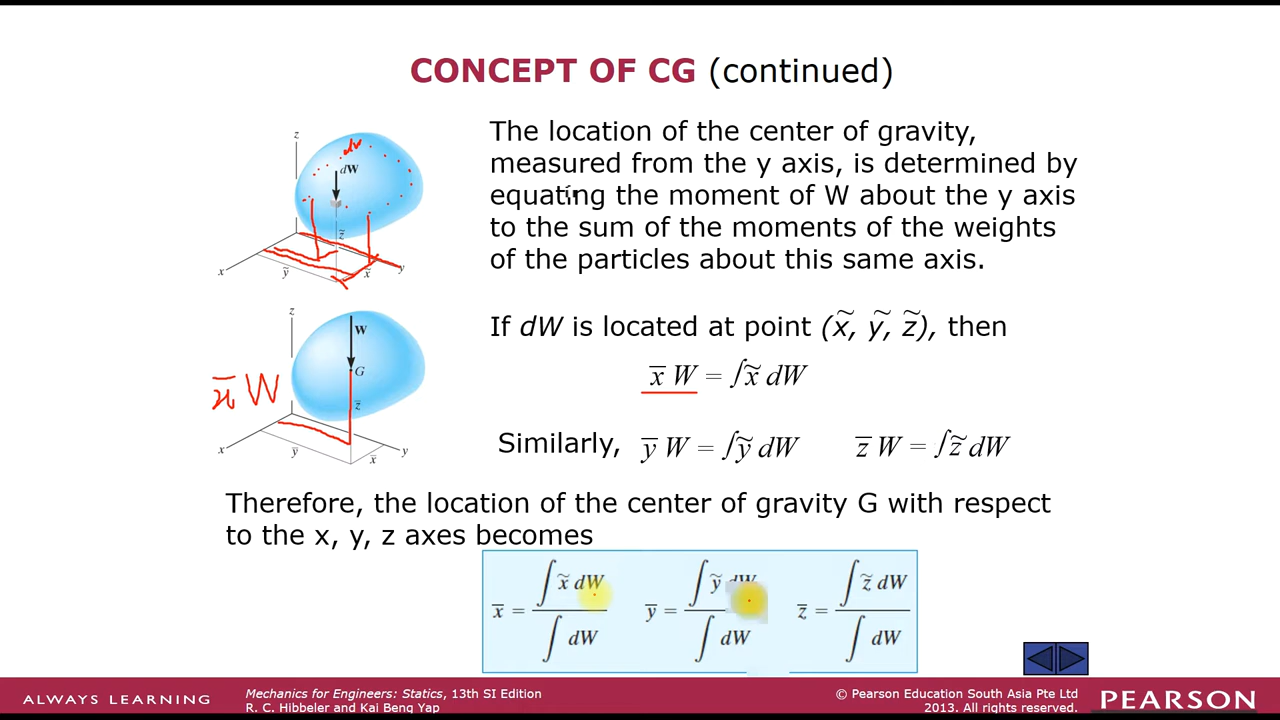 CONCEPT OF CG (continued)
The location of the center of gravity,
measured from the y axis, is determined by
equating the moment of W about the y axis
to the sum of the moments of the weights
of the particles about this same axis.
z
dW
dW
z̃
x
ỹ
x̃
y
If dW is located at point (x̃, ỹ, z̃), then
x̄ W = ∫x̃ dW
z
W
G
z̄
x̄ W
x
ȳ
x̄
y
Similarly, ȳ W = ∫ỹ dW z̄ W = ∫z̃ dW
Therefore, the location of the center of gravity G with respect
to the x, y, z axes becomes
x̄ = ∫x̃ dW / ∫dW ȳ = ∫ỹ dW / ∫dW z̄ = ∫z̃ dW / ∫dW
ALWAYS LEARNING
Mechanics for Engineers: Statics, 13th SI Edition
R. C. Hibbeler and Kai Beng Yap
© Pearson Education South Asia Pte Ltd
2013. All rights reserved.
PEARSON